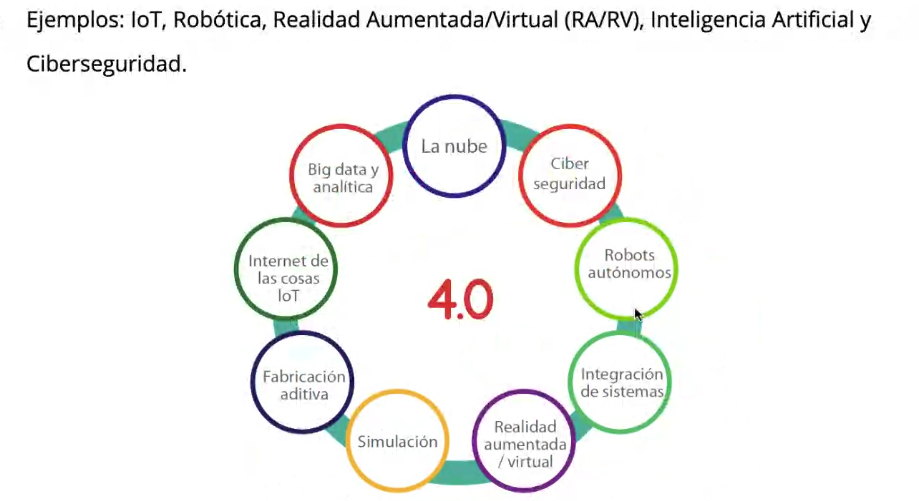 Ejemplos: IoT, Robótica, Realidad Aumentada/Virtual (RA/RV), Inteligencia Artificial y
Ciberseguridad.
La nube
Ciber
seguridad
Robots
autónomos
Integración
de sistemas
Realidad
aumentada
/ virtual
Simulación
Fabricación
aditiva
Internet de
las cosas
IoT
Big data y
analítica
4.0